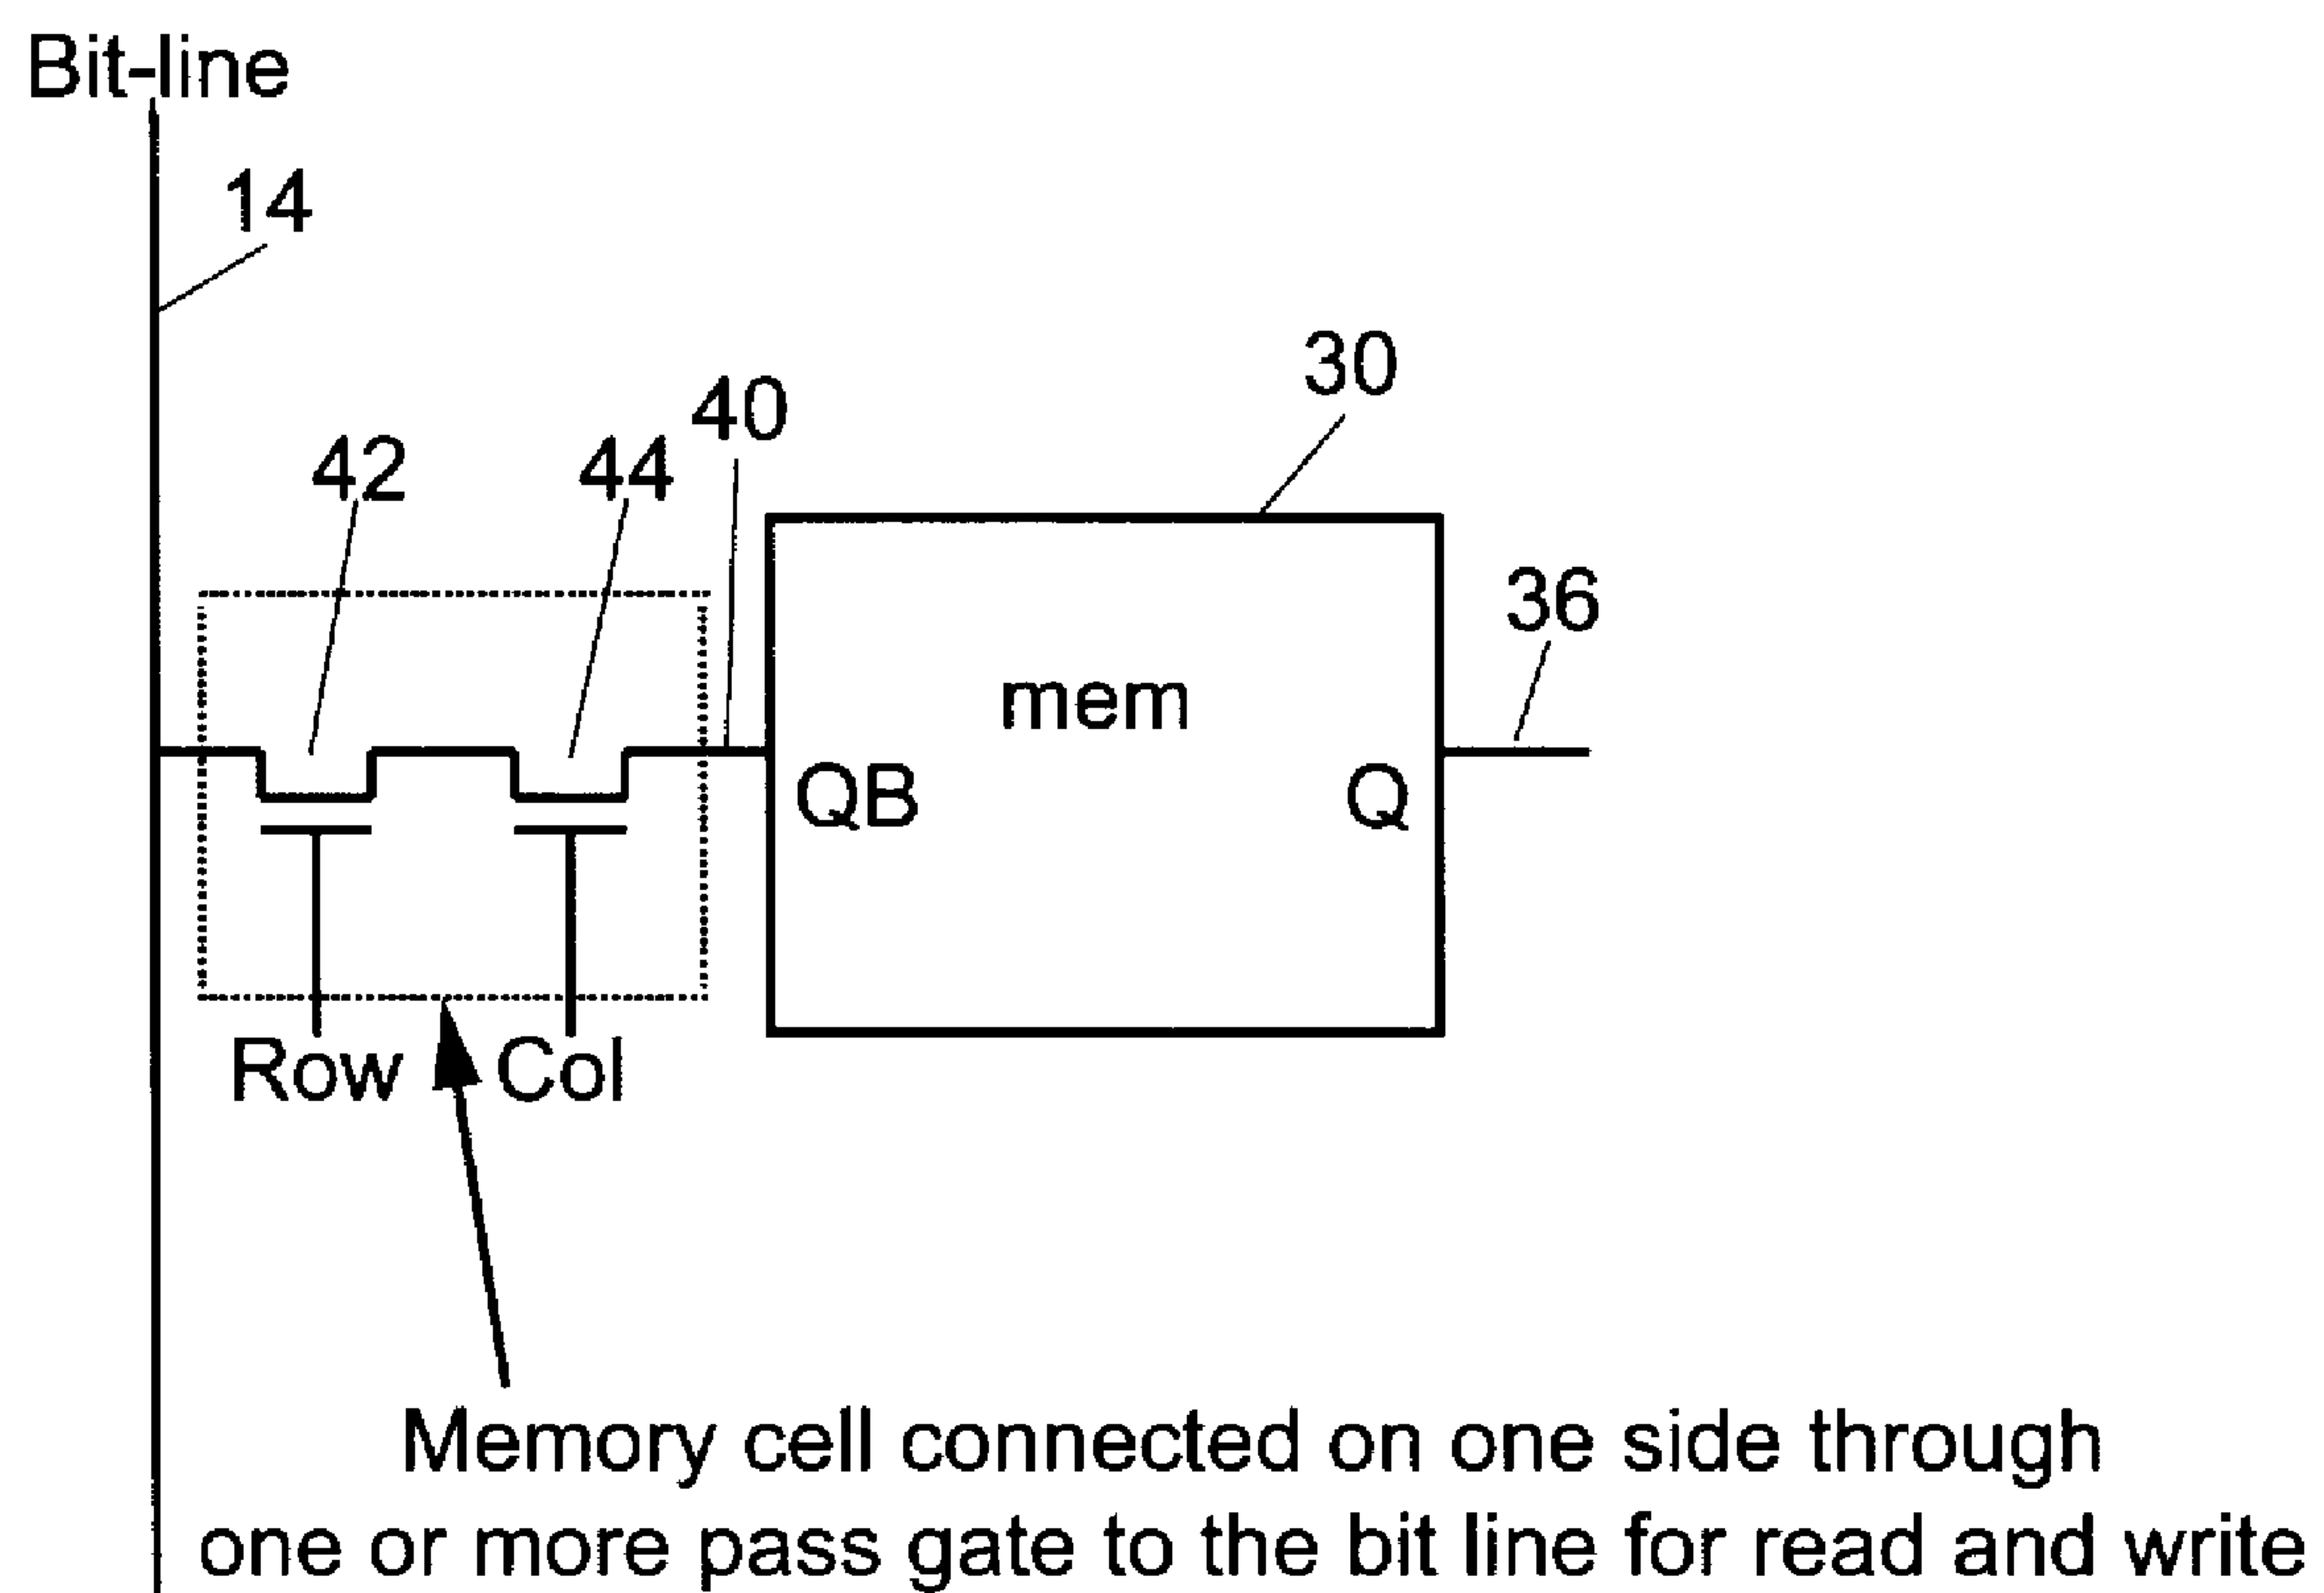 Bit-line
14
30
40
42
44
36
mem
QB
Q
Row
Col
Memory cell connected on one side through
one or more pass gate to the bit line for read and write